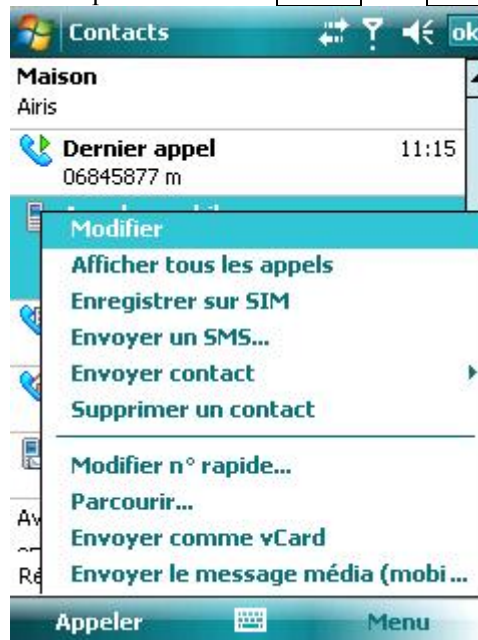 Contacts
ok
Maison
Airis
Dernier appel 11:15
06845877 m
Modifier
Afficher tous les appels
Enregistrer sur SIM
Envoyer un SMS...
Envoyer contact
Supprimer un contact
Modifier n° rapide...
Parcourir...
Av
Envoyer comme vCard
Ré
Envoyer le message média (mobi...
Appeler
Menu